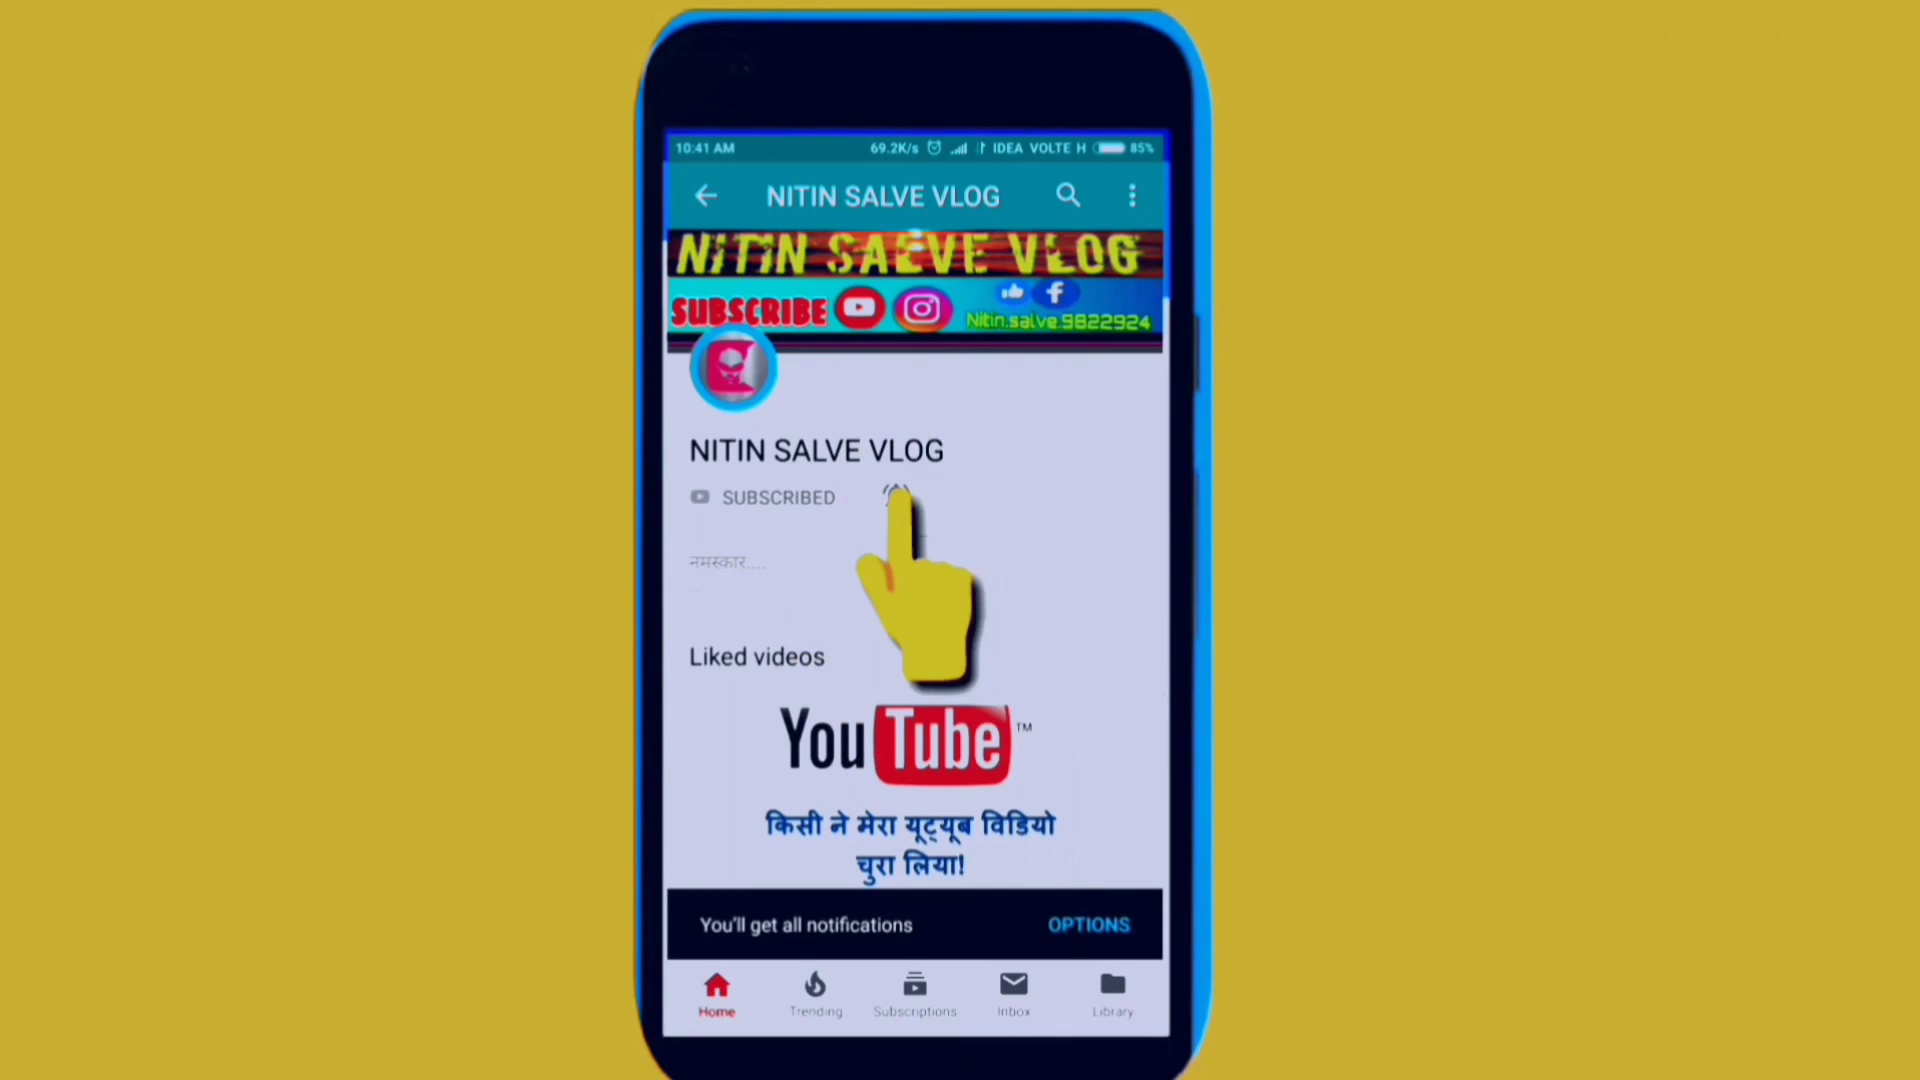 10:41 AM 69.2K/s IDEA VOLTE H 85%
NITIN SALVE VLOG
NITIN SALVE VLOG
SUBSCRIBE
Nitin.salve.9822924
NITIN SALVE VLOG
SUBSCRIBED
नमस्कार....
Liked videos
YouTube™
किसी ने मेरा यूट्यूब विडियो
चुरा लिया!
You'll get all notifications OPTIONS
Home Trending Subscriptions Inbox Library